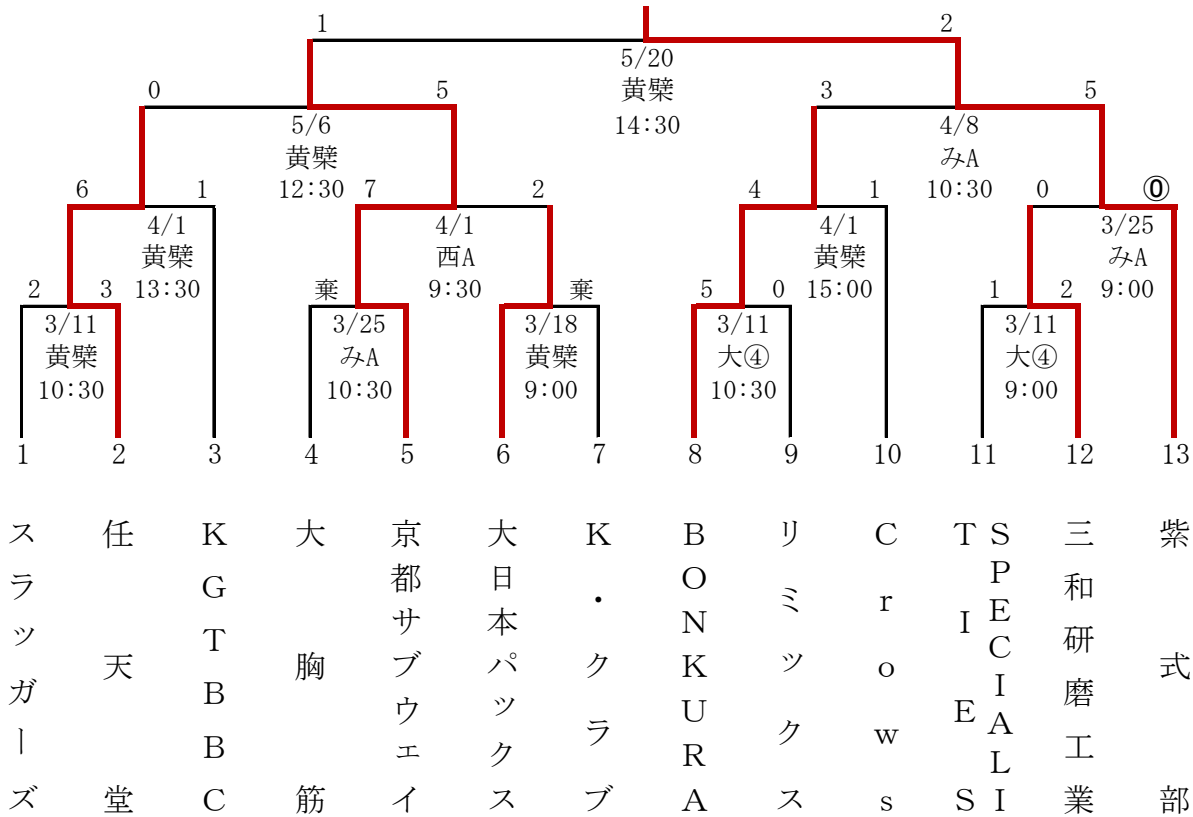 1 2
5/20
黄檗
14:30
0 5 3 5
5/6 4/8
黄檗 みA
12:30 10:30
6 1 7 2 4 1 0 ⓪
4/1 4/1 4/1 3/25
黄檗 西A 黄檗 みA
13:30 9:30 15:00 9:00
2 3 棄 棄 5 0 1 2
3/11 3/25 3/18 3/11 3/11
黄檗 みA 黄檗 大④ 大④
10:30 10:30 9:00 10:30 9:00
1 2 3 4 5 6 7 8 9 10 11 12 13
スラッガーズ
任天堂
KGTBBC
大胸筋
京都サブウェイ
大日本パックス
K・クラブ
BONKURA
リミックス
Crows
SPECIALI
TIES
三和研磨工業
紫式部